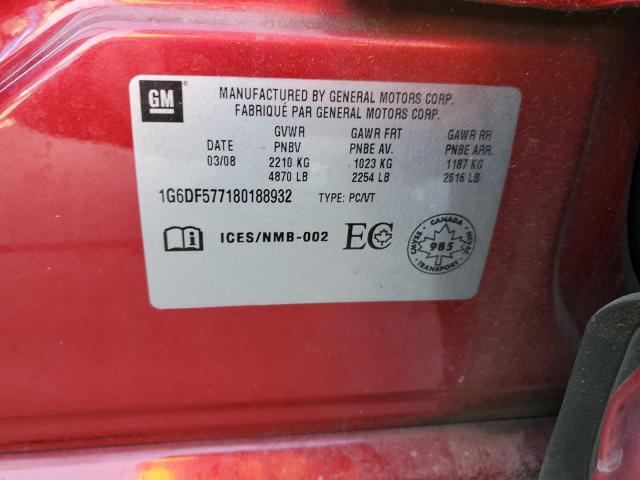 GM
MANUFACTURED BY GENERAL MOTORS CORP.
FABRIQUÉ PAR GENERAL MOTORS CORP.
GVWR GAWR FRT GAWR RR
DATE PNBV PNBE AV. PNBE ARR.
03/08 2210 KG 1023 KG 1187 KG
4870 LB 2254 LB 2616 LB
1G6DF577180188932 TYPE: PC/VT
i ICES/NMB-002 EC
CANADA
SVNAC 985 HVAC
TRANSPORT